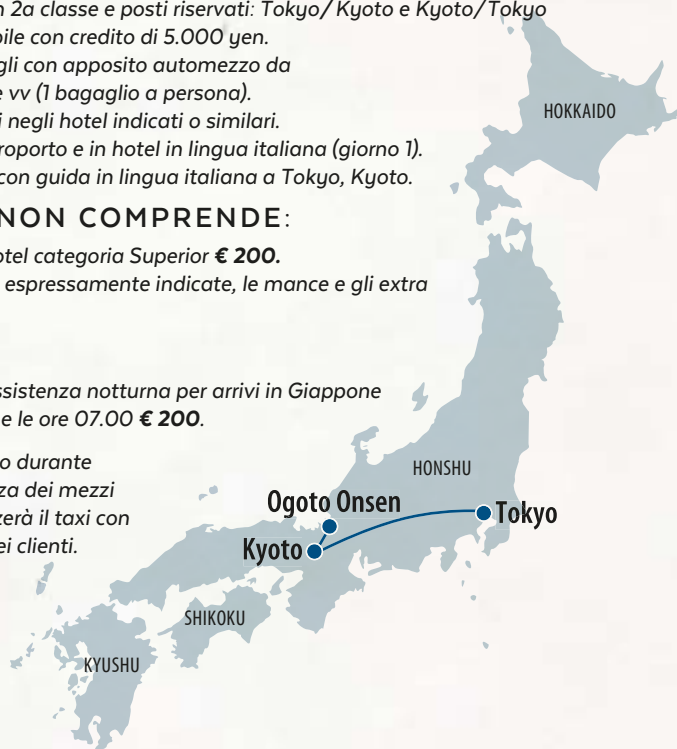 n 2a classe e posti riservati: Tokyo/Kyoto e Kyoto/Tokyo
bile con credito di 5.000 yen.
gli con apposito automezzo da
e vv (1 bagaglio a persona).
i negli hotel indicati o similari.
roporto e in hotel in lingua italiana (giorno 1).
con guida in lingua italiana a Tokyo, Kyoto.
NON COMPRENDE:
otel categoria Superior € 200.
espressamente indicate, le mance e gli extra
ssistenza notturna per arrivi in Giappone
e le ore 07.00 € 200.
o durante
za dei mezzi
zerà il taxi con
ei clienti.
HOKKAIDO
HONSHU
Ogoto Onsen
Tokyo
Kyoto
SHIKOKU
KYUSHU